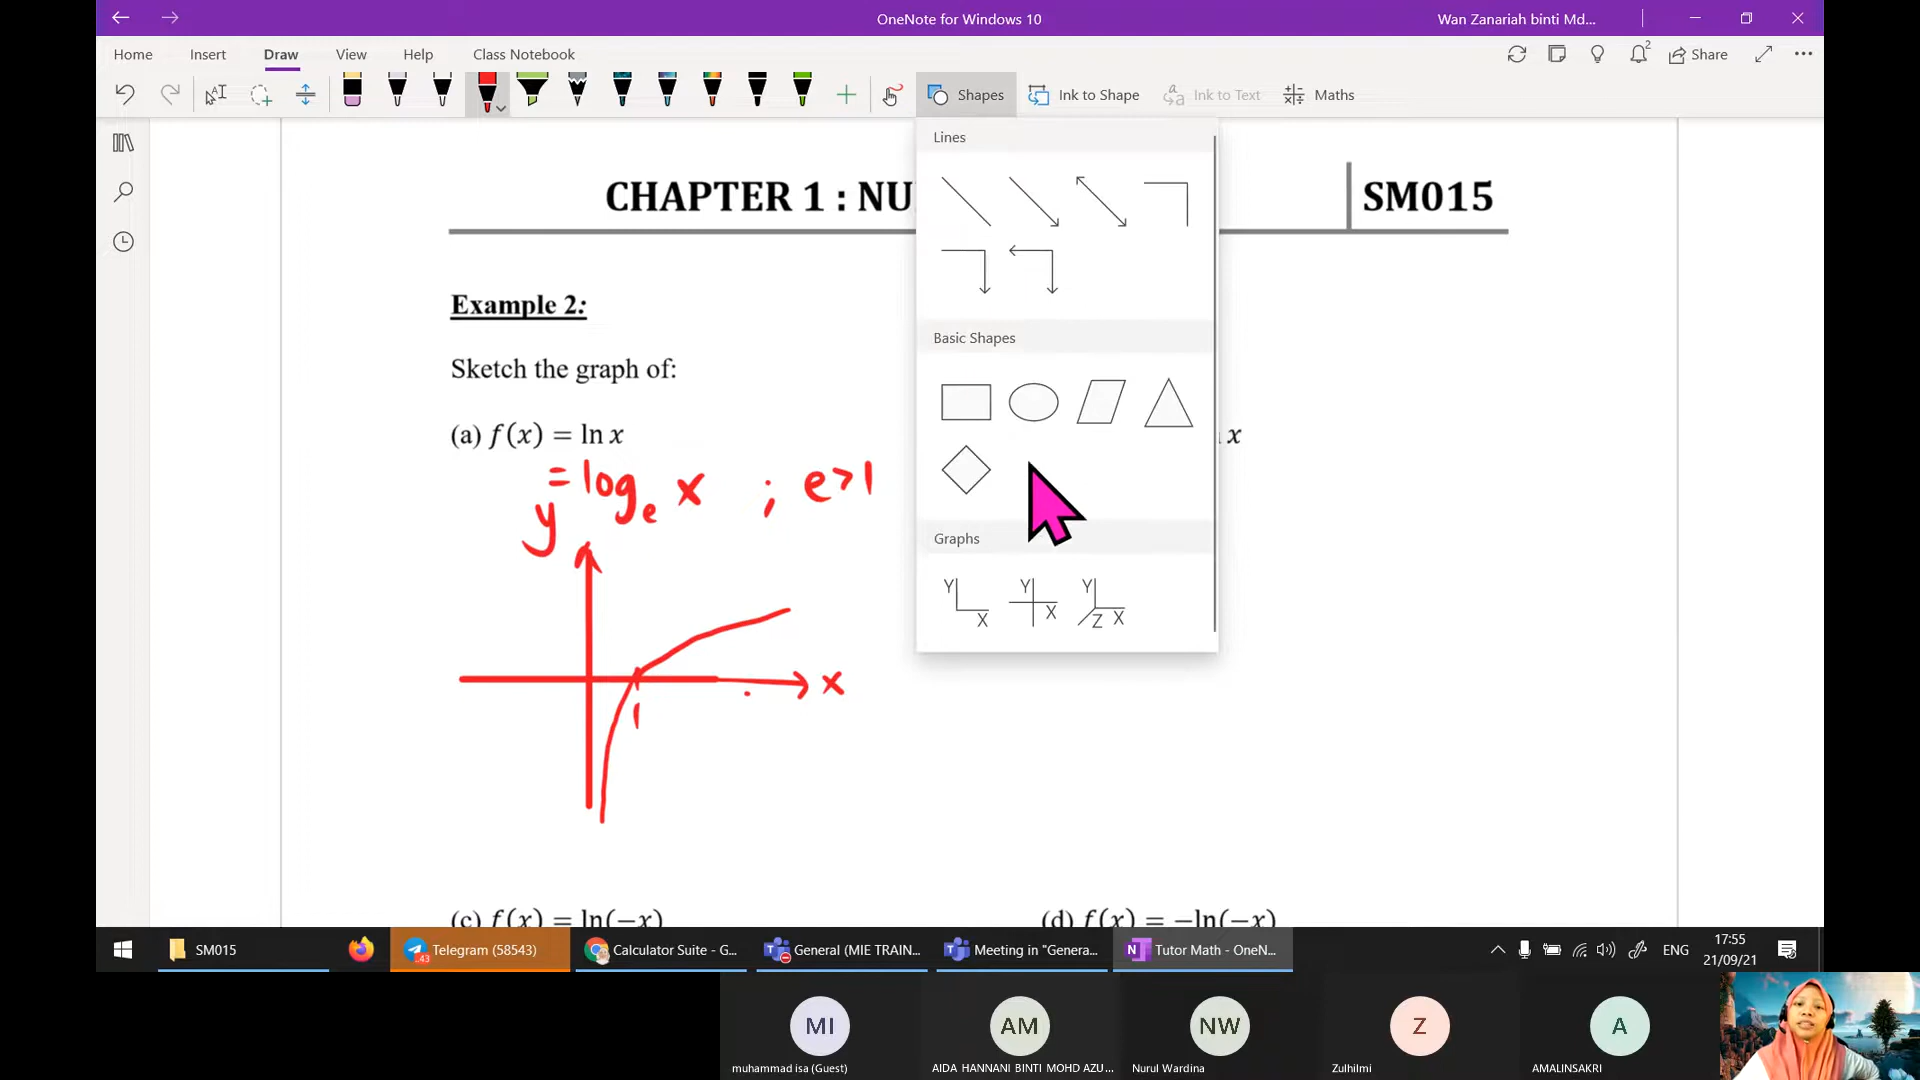 OneNote for Windows 10
Wan Zanariah binti Md...
Home Insert Draw View Help Class Notebook
2
Share
Shapes Ink to Shape Ink to Text Maths
Lines
CHAPTER 1 : NU
SM015
Example 2:
Basic Shapes
Sketch the graph of:
(a) f(x) = ln x
x
y = log_e x ; e>1
Graphs
Y X Y X Y Z X
x
1
(c) f(x) = ln(−x)
(d) f(x) = −ln(−x)
SM015
Telegram (58543)
43
Calculator Suite - G...
General (MIE TRAIN...
Meeting in "Genera...
Tutor Math - OneN...
ENG
17:55
21/09/21
MI
AM
NW
Z
A
muhammad isa (Guest)
AIDA HANNANI BINTI MOHD AZU...
Nurul Wardina
Zulhilmi
AMALINSAKRI